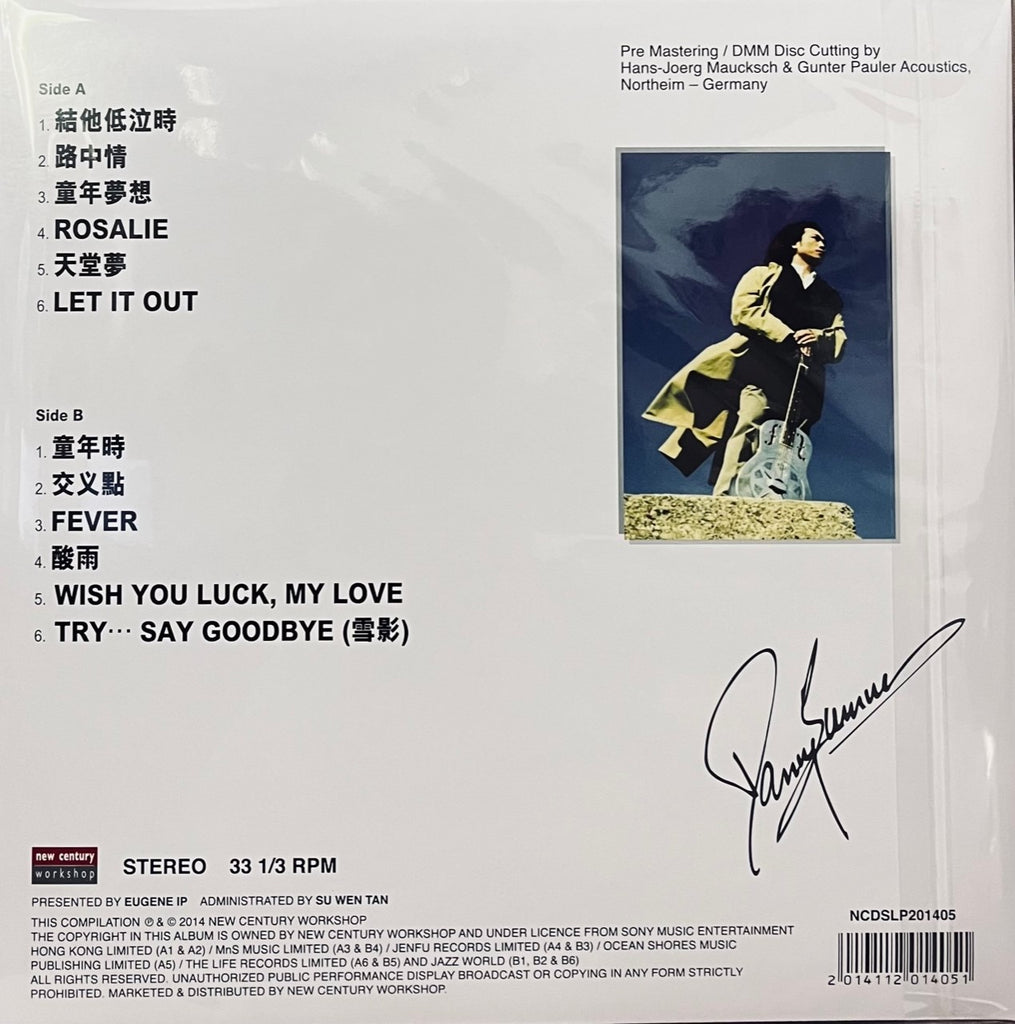 Pre Mastering / DMM Disc Cutting by
Hans-Joerg Maucksch & Gunter Pauler Acoustics,
Northeim – Germany
Side A
1. 結他低泣時
2. 路中情
3. 童年夢想
4. ROSALIE
5. 天堂夢
6. LET IT OUT
Side B
1. 童年時
2. 交义點
3. FEVER
4. 酸雨
5. WISH YOU LUCK, MY LOVE
6. TRY⋯ SAY GOODBYE (雪影)
Danny Summer
new century
workshop
STEREO 33 1/3 RPM
PRESENTED BY EUGENE IP ADMINISTRATED BY SU WEN TAN
THIS COMPILATION ℗ & © 2014 NEW CENTURY WORKSHOP
THE COPYRIGHT IN THIS ALBUM IS OWNED BY NEW CENTURY WORKSHOP AND UNDER LICENCE FROM SONY MUSIC ENTERTAINMENT
HONG KONG LIMITED (A1 & A2) / MnS MUSIC LIMITED (A3 & B4) / JENFU RECORDS LIMITED (A4 & B3) / OCEAN SHORES MUSIC
PUBLISHING LIMITED (A5) / THE LIFE RECORDS LIMITED (A6 & B5) AND JAZZ WORLD (B1, B2 & B6)
ALL RIGHTS RESERVED. UNAUTHORIZED PUBLIC PERFORMANCE DISPLAY BROADCAST OR COPYING IN ANY FORM STRICTLY
PROHIBITED. MARKETED & DISTRIBUTED BY NEW CENTURY WORKSHOP.
NCDSLP201405
2 014112 014051